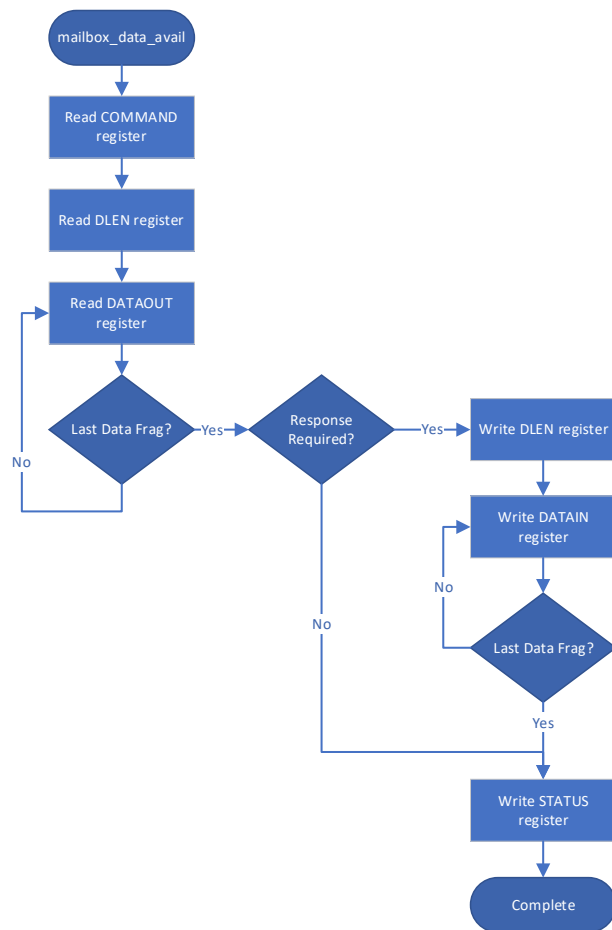 mailbox_data_avail
Read COMMAND
register
Read DLEN register
Read DATAOUT
register
Last Data Frag?
Yes
No
Response
Required?
Yes
No
Write DLEN register
Write DATAIN
register
No
Last Data Frag?
Yes
Write STATUS
register
Complete